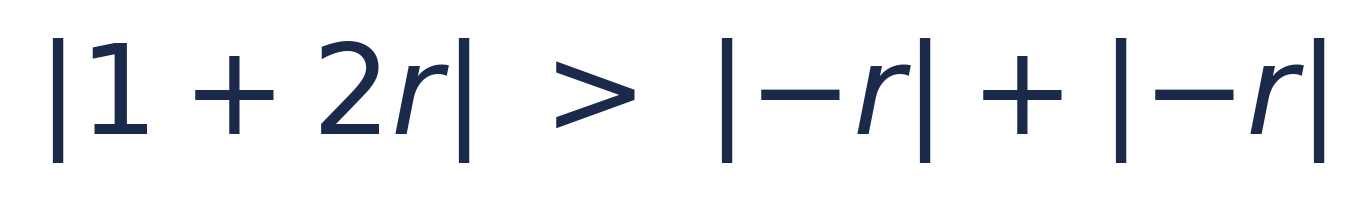 |1 + 2r| > |−r| + |−r|